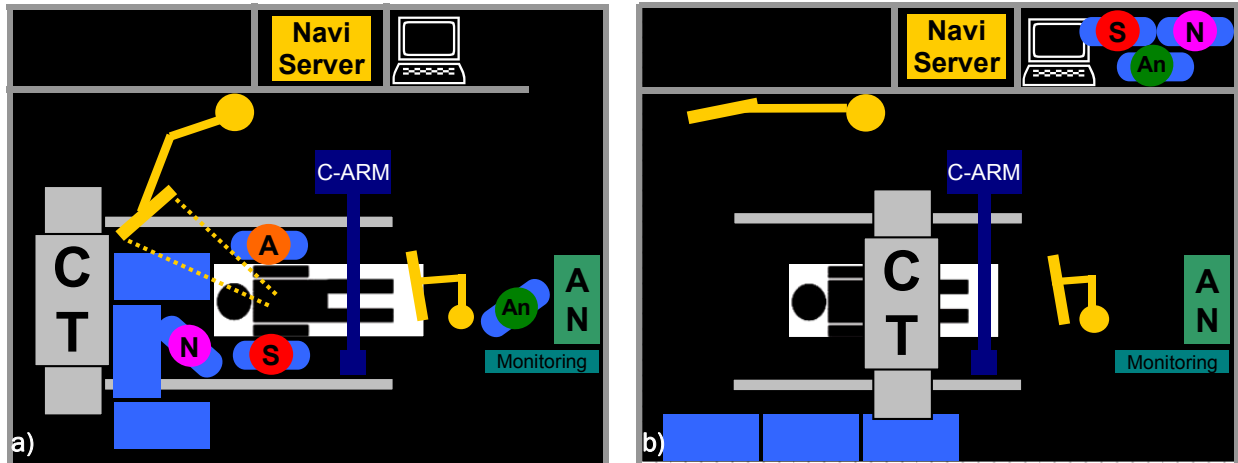 Navi
Server
C-ARM
C
T
A
N
S
An
A
N
Monitoring
a)
Navi
Server
S
N
An
C-ARM
C
T
A
N
Monitoring
b)